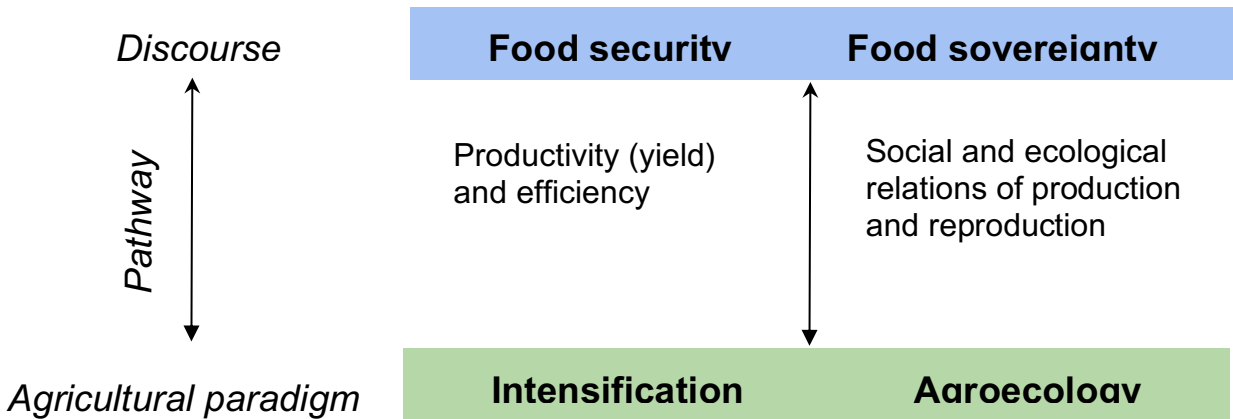 Discourse
Food security
Food sovereignty
Pathway
Productivity (yield)
and efficiency
Social and ecological
relations of production
and reproduction
Agricultural paradigm
Intensification
Agroecology